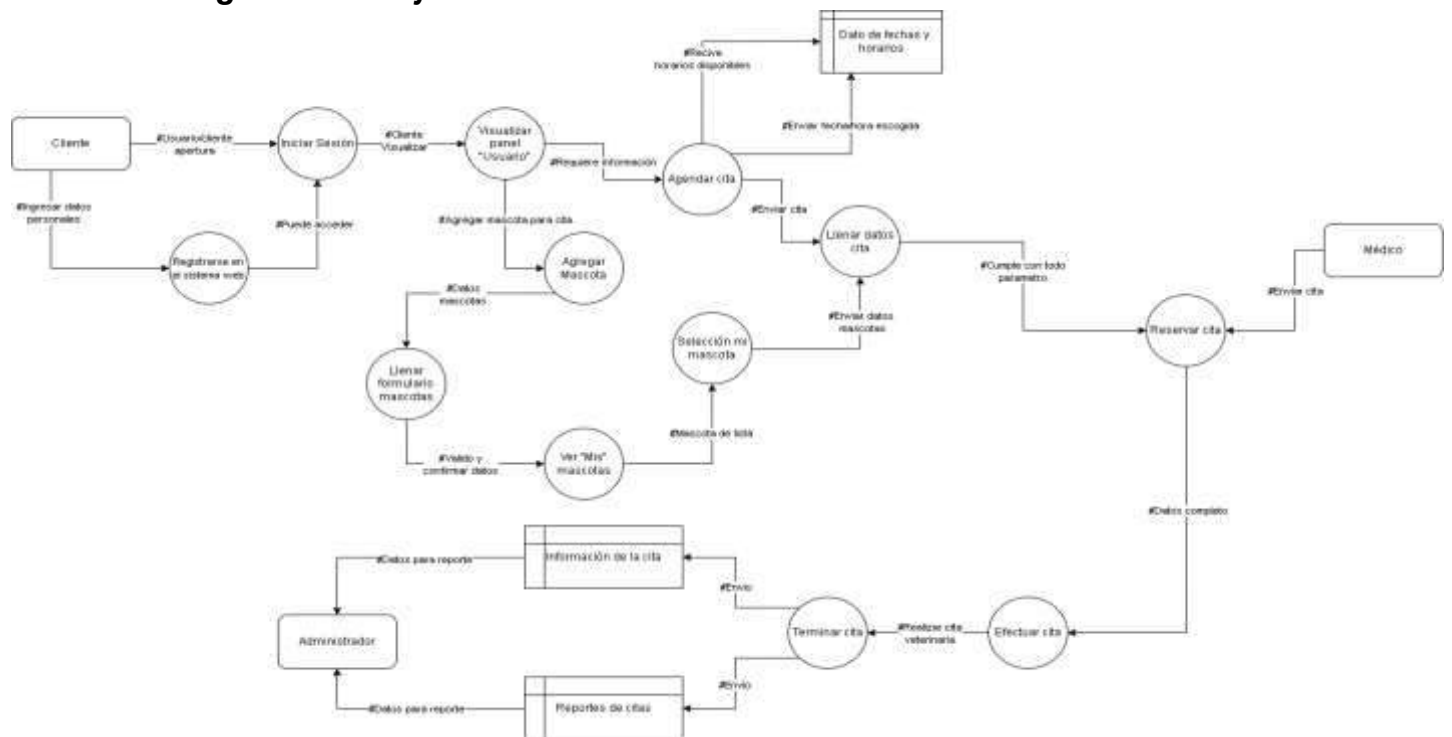 Dato de fechas y
horarios
#Recive
horarios disponibles
#Enviar fecha/hora escogida
Cliente
#Usuario/cliente
apertura
Iniciar Sesión
#Cliente
Visualizar
Visualizar
panel
"Usuario"
#Requiere información
Agendar cita
#Ingresar datos
personales
#Puede acceder
Registrarse en
el sistema web
#Agregar mascota para cita
Agregar
Mascota
#Enviar cita
Llenar datos
cita
#Cumple con todo
parametro
Médico
#Enviar cita
Reservar cita
#Datos
mascotas
Llenar
formulario
mascotas
#Enviar datos
mascotas
Selección mi
mascota
#Mascota de lista
#Valido y
confirmar datos
Ver "Mis"
mascotas
#Datos completo
Información de la cita
#Datos para reporte
#Envio
Administrador
Terminar cita
#Realizar cita
veterinaria
Efectuar cita
#Envio
Reportes de citas
#Datos para reporte